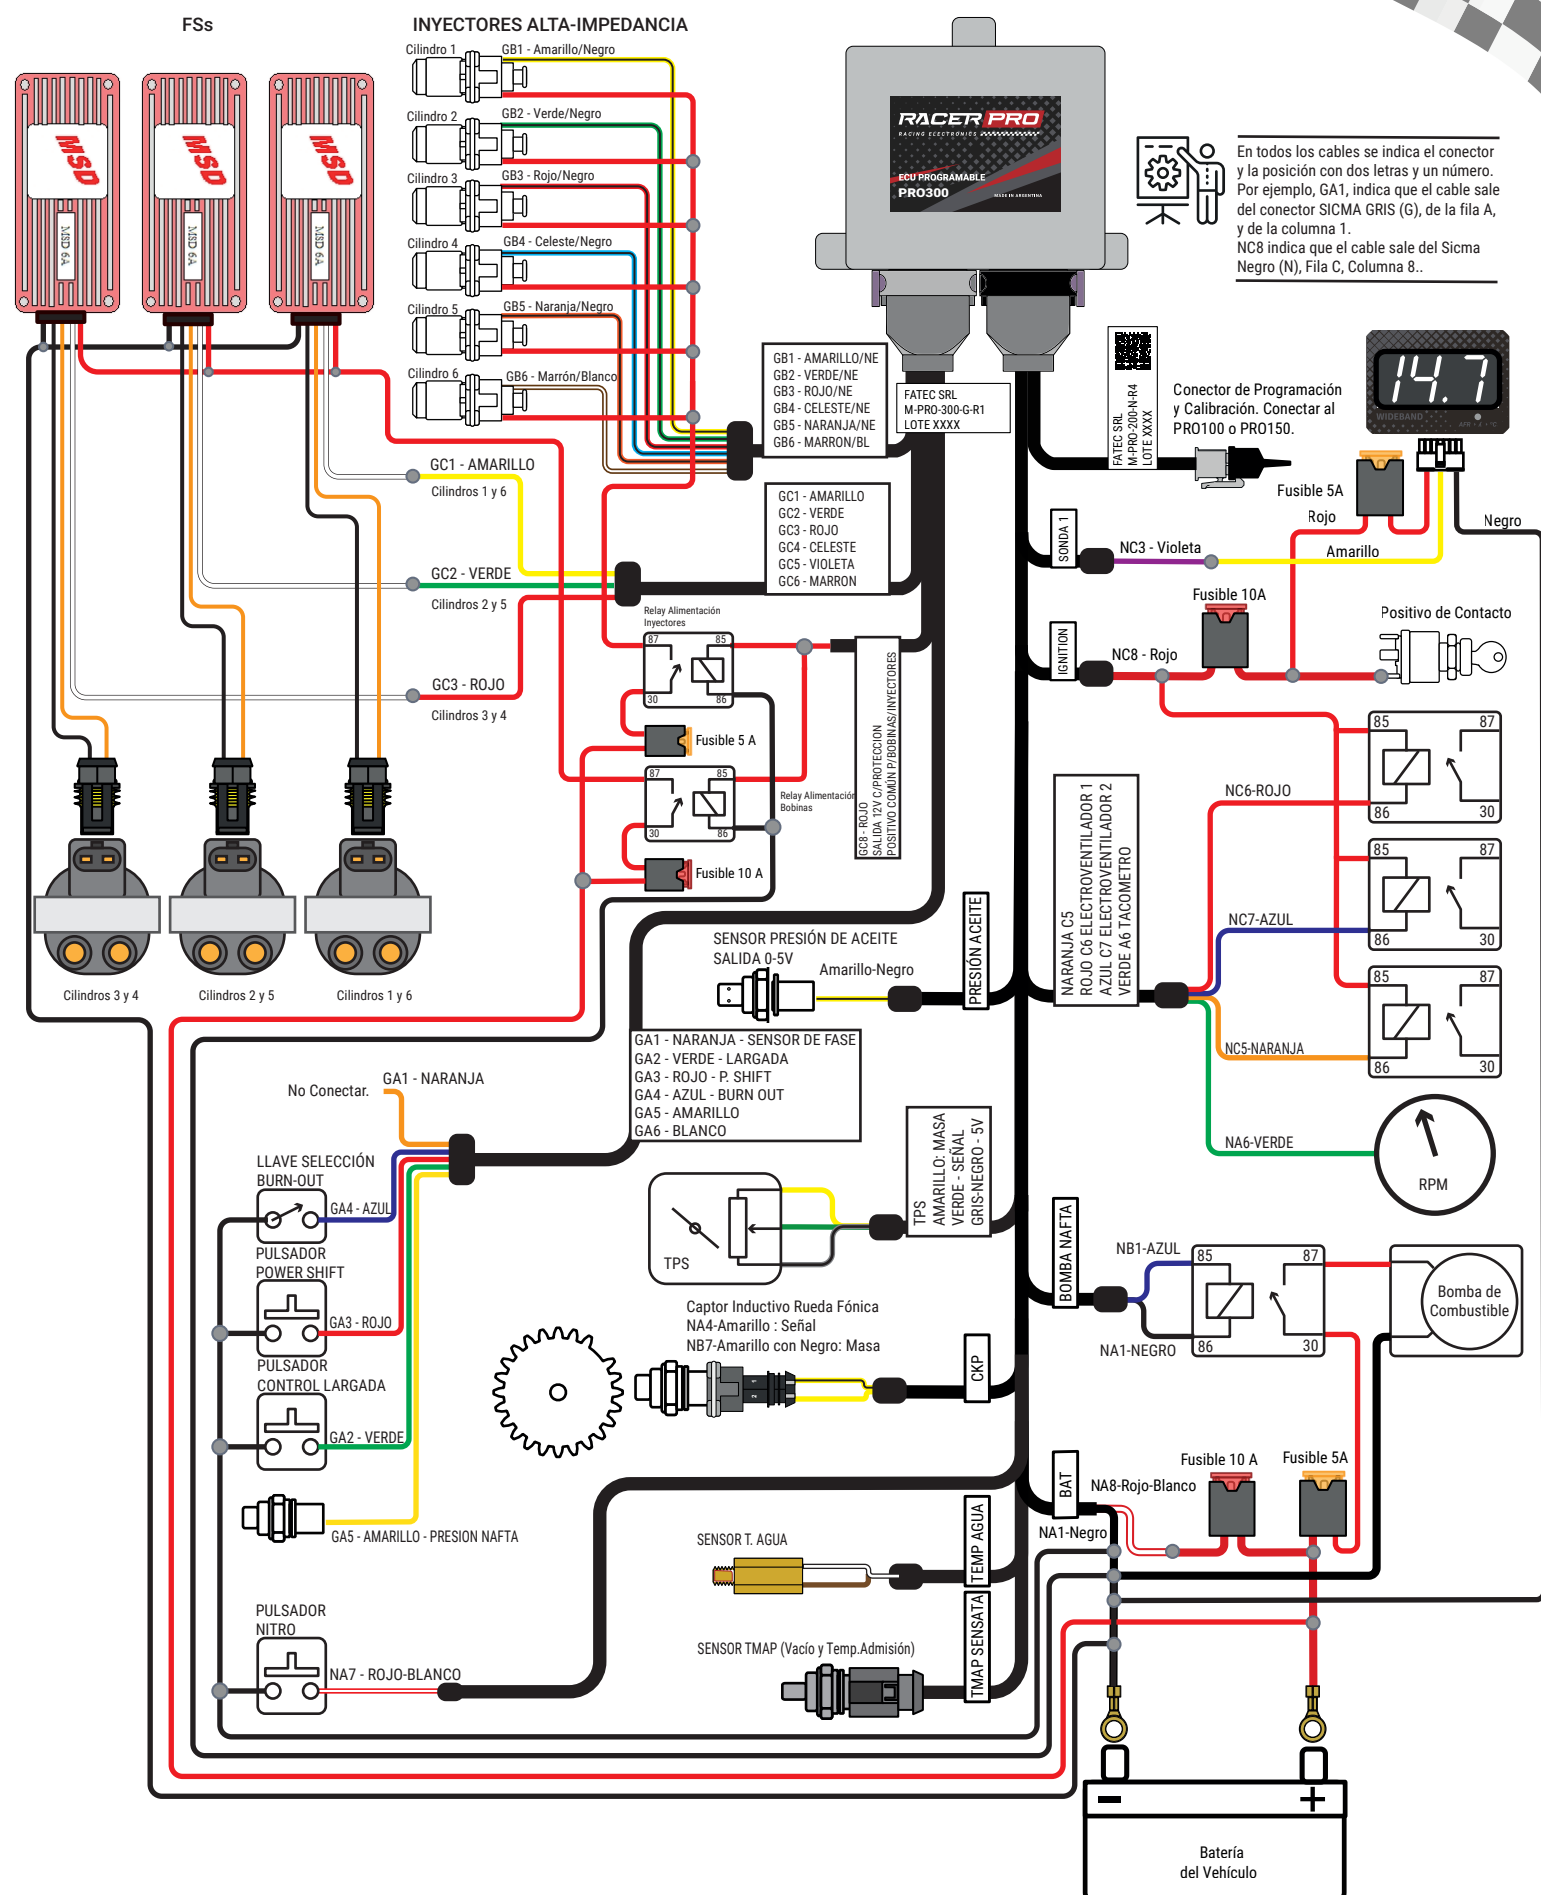 FSs
INYECTORES ALTA-IMPEDANCIA
Cilindro 1
GB1 - Amarillo/Negro
Cilindro 2
GB2 - Verde/Negro
Cilindro 3
GB3 - Rojo/Negro
Cilindro 4
GB4 - Celeste/Negro
Cilindro 5
GB5 - Naranja/Negro
Cilindro 6
GB6 - Marrón/Blanco
MSD
MSD
MSD
MSD 6A
MSD 6A
MSD 6A
RACER PRO
RACING ELECTRONICS
ECU PROGRAMABLE
PRO300
MADE IN ARGENTINA
En todos los cables se indica el conector
y la posición con dos letras y un número.
Por ejemplo, GA1, indica que el cable sale
del conector SICMA GRIS (G), de la fila A,
y de la columna 1.
NC8 indica que el cable sale del Sicma
Negro (N), Fila C, Columna 8..
GB1 - AMARILLO/NE
GB2 - VERDE/NE
GB3 - ROJO/NE
GB4 - CELESTE/NE
GB5 - NARANJA/NE
GB6 - MARRON/BL
FATEC SRL
M-PRO-300-G-R1
LOTE XXXX
FATEC SRL
M-PRO-200-N-R4
LOTE XXXX
Conector de Programación
y Calibración. Conectar al
PRO100 o PRO150.
14.7
WIDEBAND
AFR • λ • °C
Fusible 5A
Rojo
Negro
Amarillo
GC1 - AMARILLO
Cilindros 1 y 6
GC2 - VERDE
Cilindros 2 y 5
GC3 - ROJO
Cilindros 3 y 4
GC1 - AMARILLO
GC2 - VERDE
GC3 - ROJO
GC4 - CELESTE
GC5 - VIOLETA
GC6 - MARRON
SONDA 1
NC3 - Violeta
Fusible 10A
Positivo de Contacto
IGNITION
NC8 - Rojo
Relay Alimentación
Inyectores
87
85
30
86
Fusible 5 A
87
85
30
86
Relay Alimentación
Bobinas
Fusible 10 A
GC8 - ROJO
SALIDA 12V C/PROTECCION
POSITIVO COMÚN P/BOBINAS/INYECTORES
85
87
86
30
NC6-ROJO
85
87
86
30
NC7-AZUL
85
87
86
30
NC5-NARANJA
NARANJA C5
ROJO C6 ELECTROVENTILADOR 1
AZUL C7 ELECTROVENTILADOR 2
VERDE A6 TACOMETRO
NA6-VERDE
RPM
Cilindros 3 y 4
Cilindros 2 y 5
Cilindros 1 y 6
SENSOR PRESIÓN DE ACEITE
SALIDA 0-5V
Amarillo-Negro
PRESIÓN ACEITE
GA1 - NARANJA - SENSOR DE FASE
GA2 - VERDE - LARGADA
GA3 - ROJO - P. SHIFT
GA4 - AZUL - BURN OUT
GA5 - AMARILLO
GA6 - BLANCO
GA1 - NARANJA
No Conectar.
LLAVE SELECCIÓN
BURN-OUT
GA4 - AZUL
PULSADOR
POWER SHIFT
GA3 - ROJO
PULSADOR
CONTROL LARGADA
GA2 - VERDE
GA5 - AMARILLO - PRESION NAFTA
PULSADOR
NITRO
NA7 - ROJO-BLANCO
TPS
TPS
AMARILLO: MASA
VERDE - SEÑAL
GRIS-NEGRO - 5V
Captor Inductivo Rueda Fónica
NA4-Amarillo : Señal
NB7-Amarillo con Negro: Masa
1
2
CKP
BOMBA NAFTA
NB1-AZUL
NA1-NEGRO
85
87
86
30
Bomba de
Combustible
BAT
NA8-Rojo-Blanco
NA1-Negro
Fusible 10 A
Fusible 5A
SENSOR T. AGUA
TEMP AGUA
SENSOR TMAP (Vacío y Temp.Admisión)
TMAP SENSATA
Batería
del Vehículo